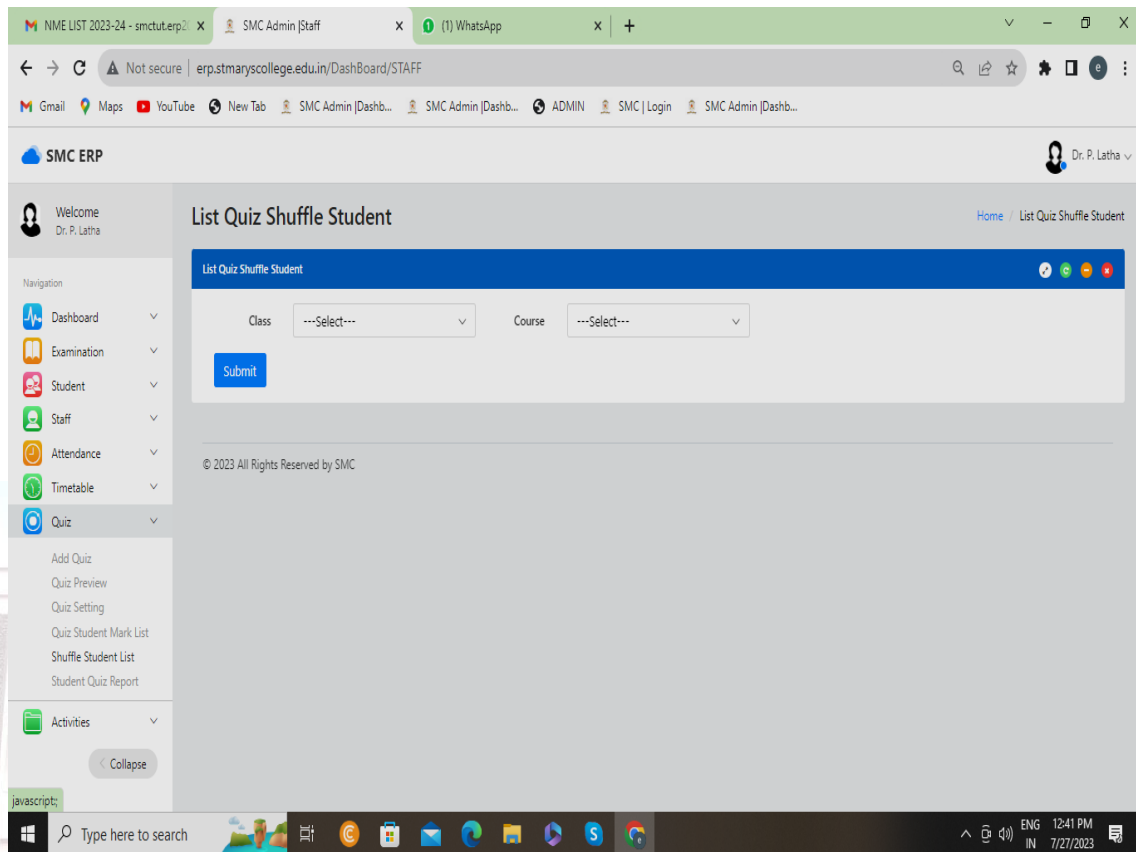 NME LIST 2023-24 - smctut.erp2(
SMC Admin |Staff
(1) WhatsApp
Not secure | erp.stmaryscollege.edu.in/DashBoard/STAFF
Gmail Maps YouTube New Tab SMC Admin |Dashb... SMC Admin |Dashb... ADMIN SMC | Login SMC Admin |Dashb...
SMC ERP
Dr. P. Latha
Welcome
Dr. P. Latha
List Quiz Shuffle Student
Home / List Quiz Shuffle Student
Navigation
List Quiz Shuffle Student
Class ---Select--- Course ---Select---
Submit
© 2023 All Rights Reserved by SMC
Dashboard
Examination
Student
Staff
Attendance
Timetable
Quiz
Add Quiz
Quiz Preview
Quiz Setting
Quiz Student Mark List
Shuffle Student List
Student Quiz Report
Activities
Collapse
javascript:;
Type here to search
ENG
IN
12:41 PM
7/27/2023